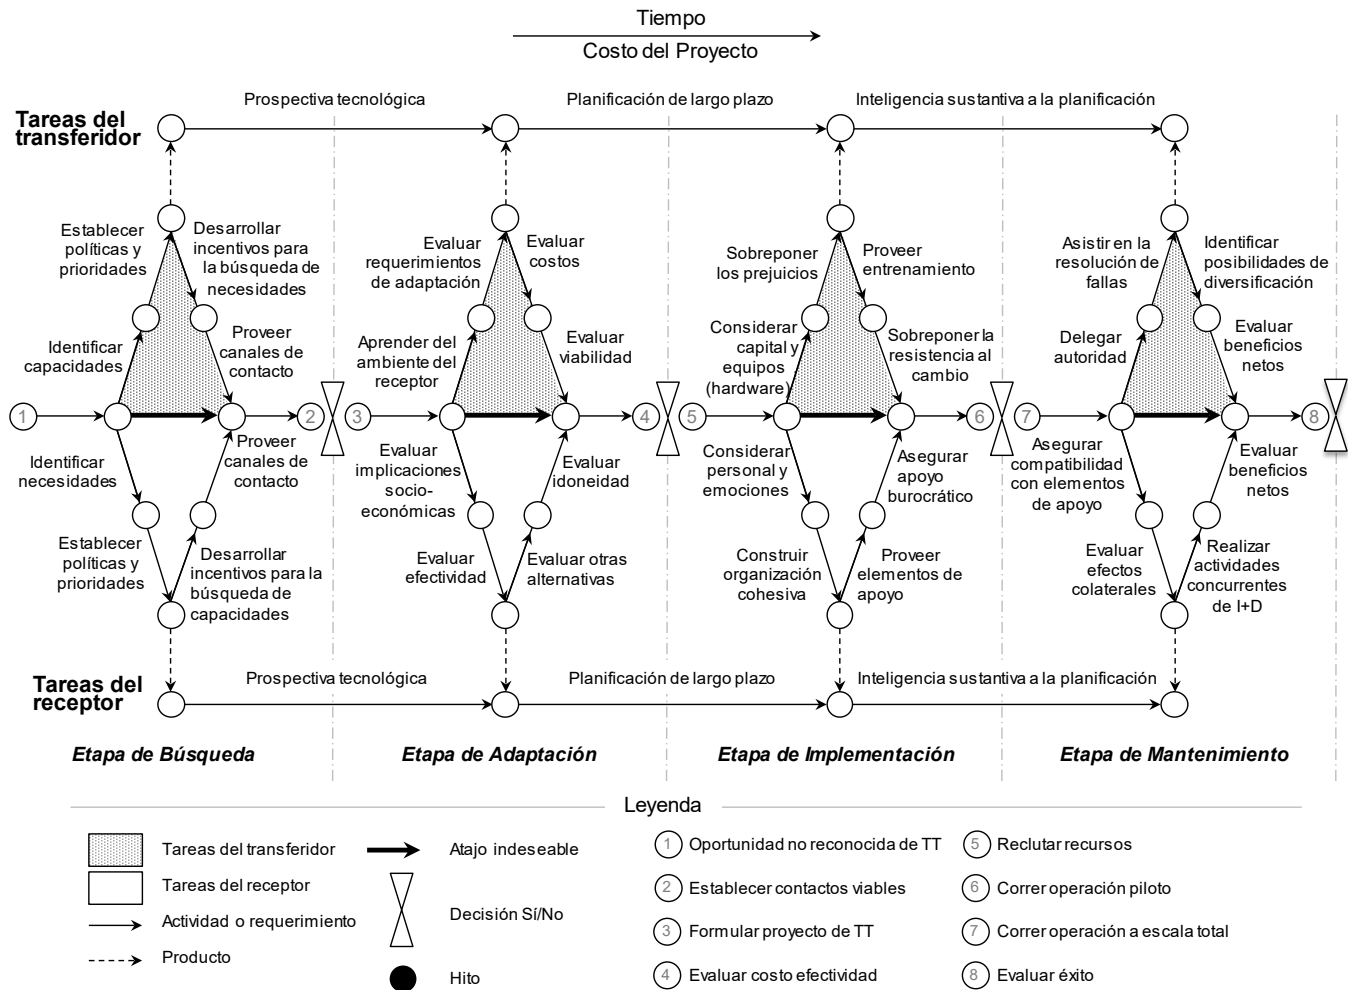 Tiempo
Costo del Proyecto
Prospectiva tecnológica
Planificación de largo plazo
Inteligencia sustantiva a la planificación
Tareas del
transferidor
Establecer
políticas y
prioridades
Desarrollar
incentivos para
la búsqueda de
necesidades
Identificar
capacidades
Proveer
canales de
contacto
1
2
Identificar
necesidades
Proveer
canales de
contacto
Establecer
políticas y
prioridades
Desarrollar
incentivos para la
búsqueda de
capacidades
Evaluar
requerimientos
de adaptación
Evaluar
costos
Aprender del
ambiente del
receptor
Evaluar
viabilidad
3
4
Evaluar
implicaciones
socio-
económicas
Evaluar
idoneidad
Evaluar
efectividad
Evaluar otras
alternativas
Sobreponer
los prejuicios
Proveer
entrenamiento
Considerar
capital y
equipos
(hardware)
Sobreponer la
resistencia al
cambio
5
6
Considerar
personal y
emociones
Asegurar
apoyo
burocrático
Construir
organización
cohesiva
Proveer
elementos de
apoyo
Asistir en la
resolución de
fallas
Identificar
posibilidades de
diversificación
Delegar
autoridad
Evaluar
beneficios
netos
7
8
Asegurar
compatibilidad
con elementos
de apoyo
Evaluar
beneficios
netos
Evaluar
efectos
colaterales
Realizar
actividades
concurrentes
de I+D
Tareas del
receptor
Prospectiva tecnológica
Planificación de largo plazo
Inteligencia sustantiva a la planificación
Etapa de Búsqueda
Etapa de Adaptación
Etapa de Implementación
Etapa de Mantenimiento
Leyenda
Tareas del transferidor
Tareas del receptor
Actividad o requerimiento
Producto
Atajo indeseable
Decisión Sí/No
Hito
1 Oportunidad no reconocida de TT
2 Establecer contactos viables
3 Formular proyecto de TT
4 Evaluar costo efectividad
5 Reclutar recursos
6 Correr operación piloto
7 Correr operación a escala total
8 Evaluar éxito